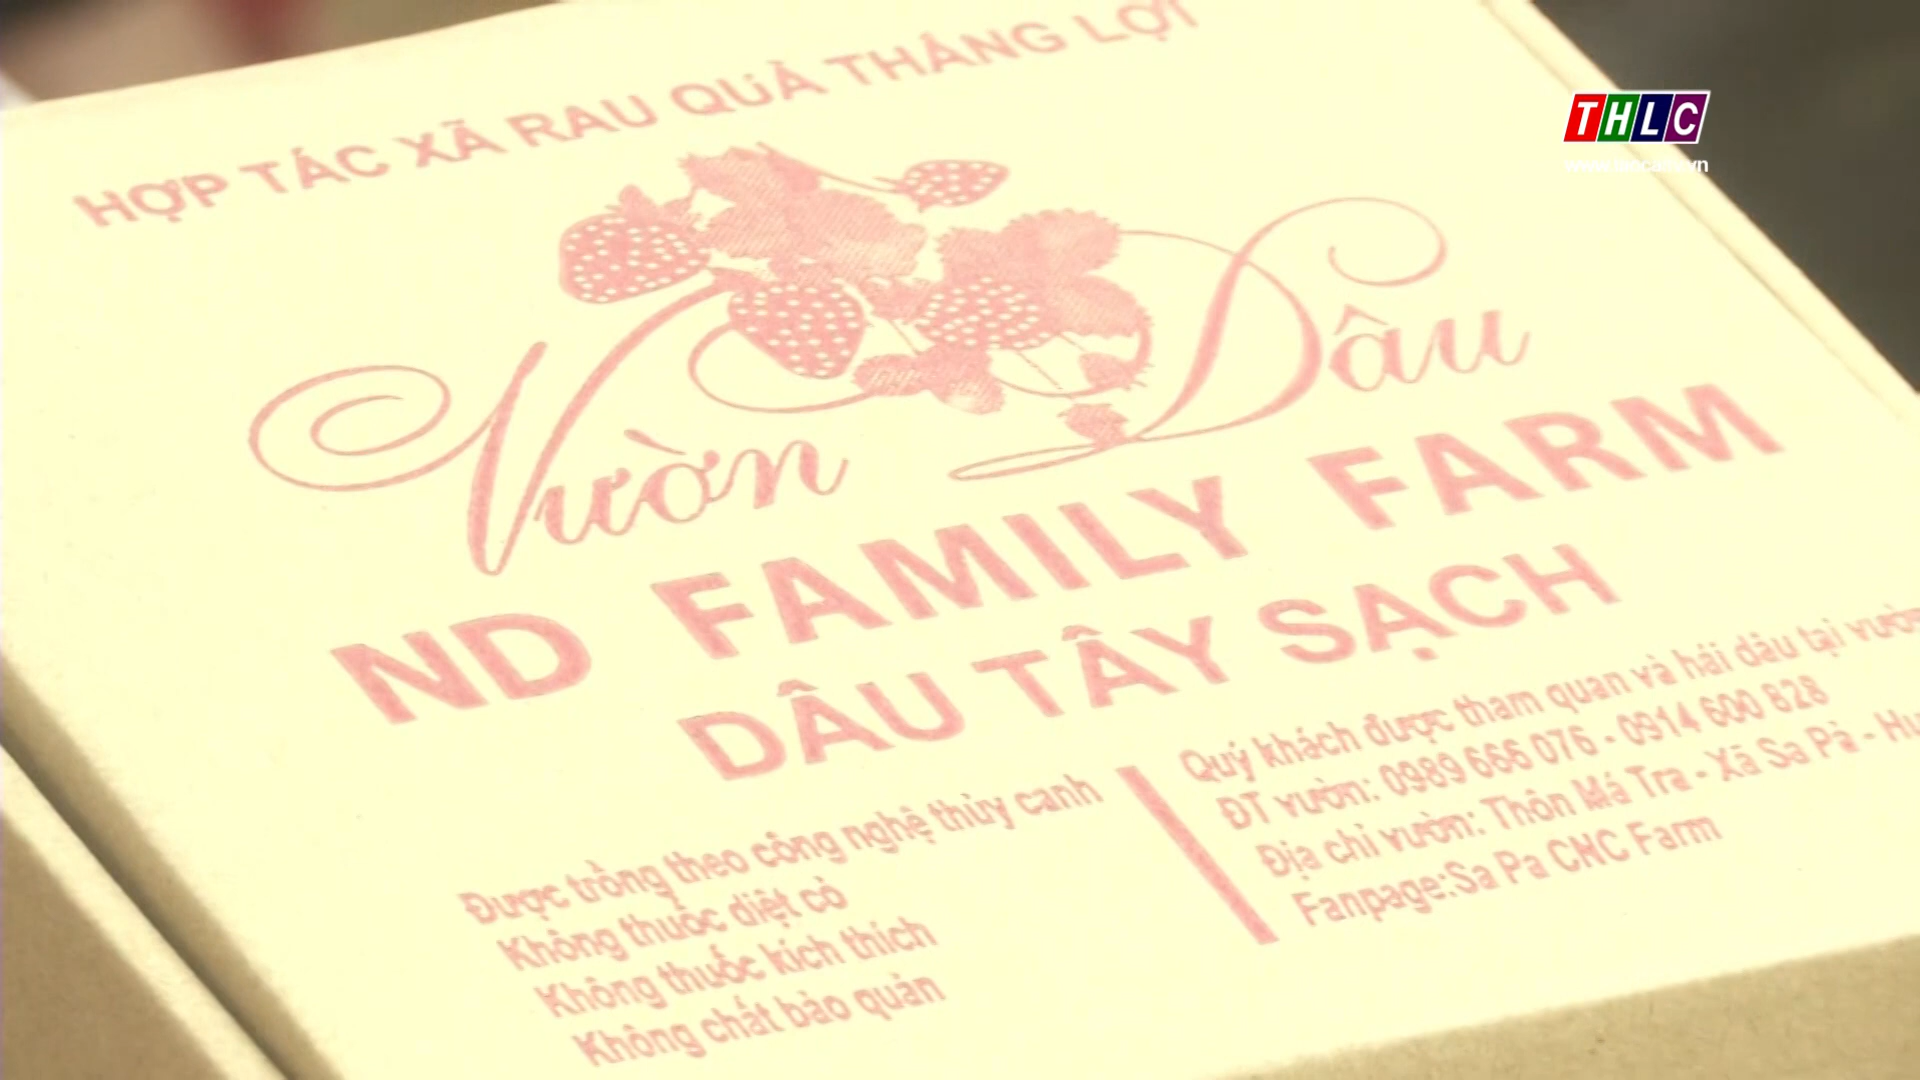 HỢP TÁC XÃ RAU QUẢ THẮNG LỢI
THLC
Vườn Dâu
ND FAMILY FARM
DÂU TÂY SẠCH
Được trồng theo công nghệ thủy canh
Không thuốc diệt cỏ
Không thuốc kích thích
Không chất bảo quản
Quý khách được tham quan và hái dâu tại vườn
ĐT vườn: 0989 666 076 - 0914 600 828
Địa chỉ vườn: Thôn Má Tra - Xã Sa Pả -
Fanpage:Sa Pa CNC Farm